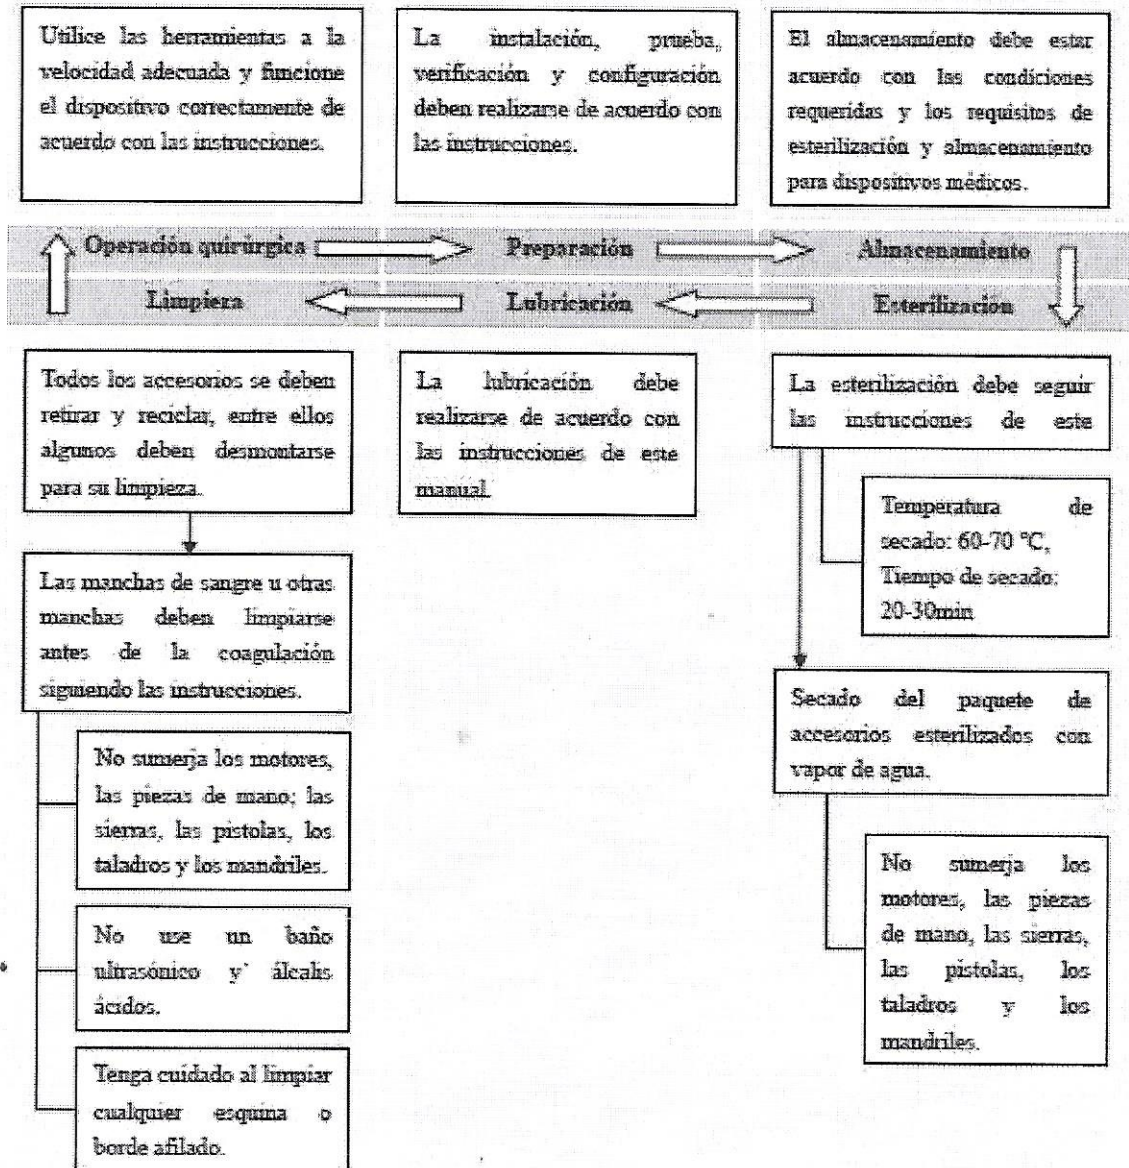 Utilice las herramientas a la
velocidad adecuada y funcione
el dispositivo correctamente de
acuerdo con las instrucciones.
La instalación, prueba,
verificación y configuración
deben realizarse de acuerdo con
las instrucciones.
El almacenamiento debe estar
acuerdo con las condiciones
requeridas y los requisitos de
esterilización y almacenamiento
para dispositivos médicos.
Operación quirúrgica
Preparación
Almacenamiento
Limpieza
Lubricación
Esterilización
Todos los accesorios se deben
retirar y reciclar, entre ellos
algunos deben desmontarse
para su limpieza.
Las manchas de sangre u otras
manchas deben limpiarse
antes de la coagulación
siguiendo las instrucciones.
No sumerja los motores,
las piezas de mano; las
sierras, las pistolas, los
taladros y los mandriles.
No use un baño
ultrasónico y álcalis
ácidos.
Tenga cuidado al limpiar
cualquier esquina o
borde afilado.
La lubricación debe
realizarse de acuerdo con
las instrucciones de este
manual.
La esterilización debe seguir
las instrucciones de este
Temperatura de
secado: 60-70 °C,
Tiempo de secado:
20-30min
Secado del paquete de
accesorios esterilizados con
vapor de agua.
No sumerja los
motores, las piezas
de mano, las sierras,
las pistolas, los
taladros y los
mandriles.